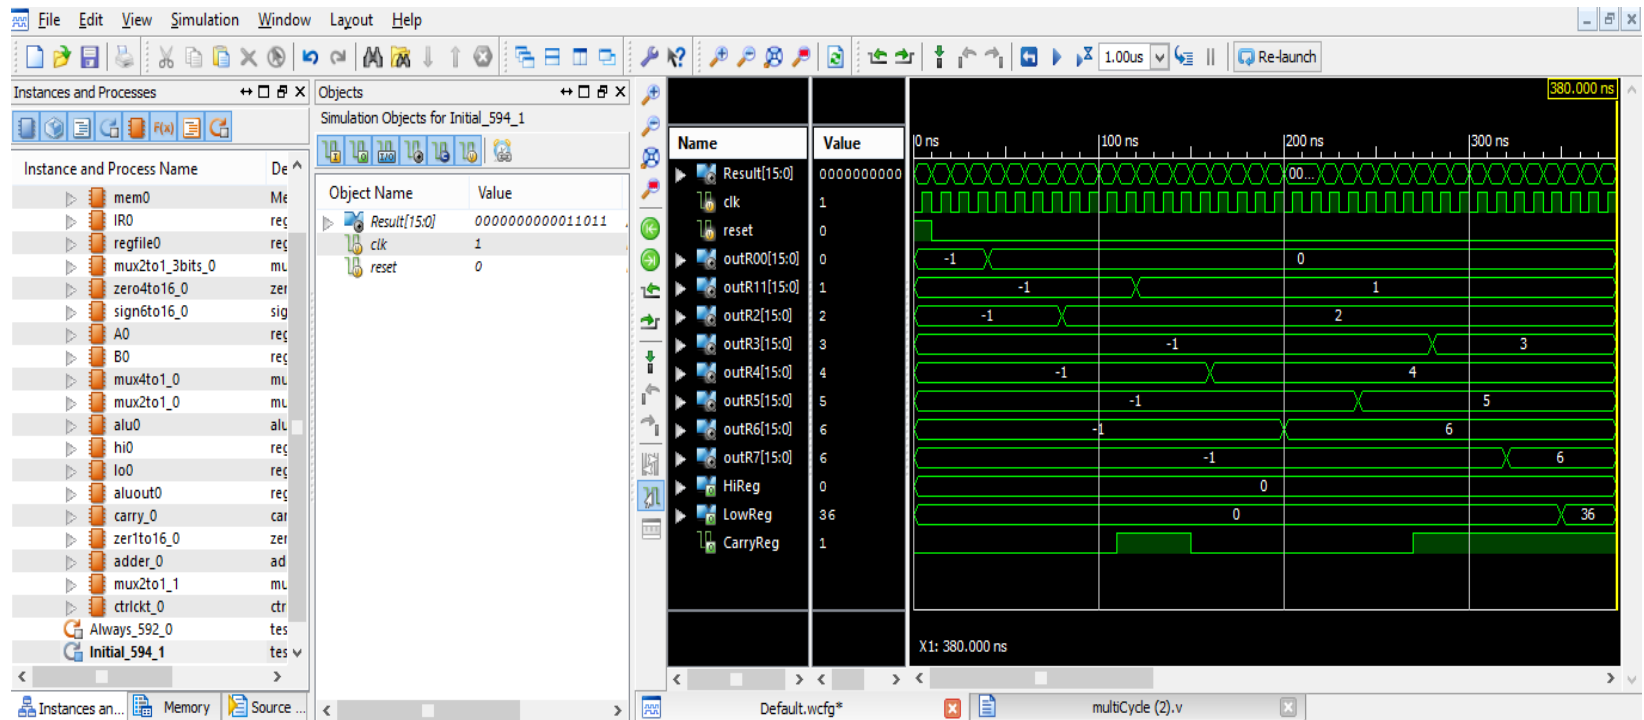 File Edit View Simulation Window Layout Help
1.00us Re-launch
Instances and Processes
F(x)
Instance and Process Name De
mem0 Me
IR0 reg
regfile0 reg
mux2to1_3bits_0 mu
zero4to16_0 zer
sign6to16_0 sig
A0 reg
B0 reg
mux4to1_0 mu
mux2to1_0 mu
alu0 alu
hi0 reg
lo0 reg
aluout0 reg
carry_0 car
zer1to16_0 zer
adder_0 ad
mux2to1_1 mu
ctrlckt_0 ctr
Always_592_0 tes
Initial_594_1 tes
Instances an... Memory Source ...
Objects
Simulation Objects for Initial_594_1
Object Name Value
Result[15:0] 0000000000011011
clk 1
reset 0
380.000 ns
Name Value 0 ns 100 ns 200 ns 300 ns
Result[15:0] 0000000000 00...
clk 1
reset 0
outR00[15:0] 0 -1 0
outR11[15:0] 1 -1 1
outR2[15:0] 2 -1 2
outR3[15:0] 3 -1 3
outR4[15:0] 4 -1 4
outR5[15:0] 5 -1 5
outR6[15:0] 6 -1 6
outR7[15:0] 6 -1 6
HiReg 0 0
LowReg 36 0 36
CarryReg 1
X1: 380.000 ns
Default.wcfg* multiCycle (2).v